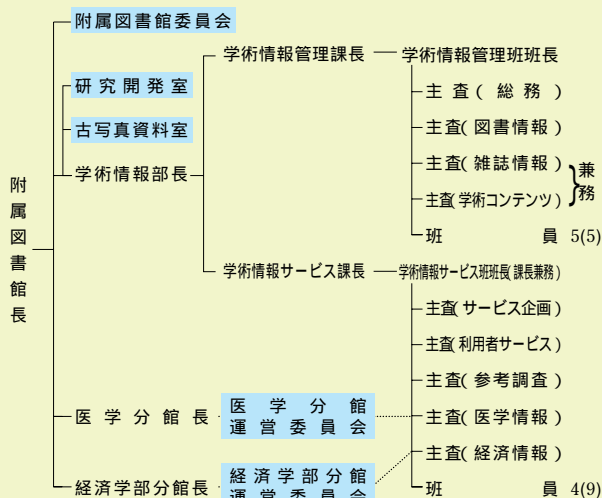 附属図書館委員会
学術情報管理課長
学術情報管理班班長
研究開発室
主査(総務)
古写真資料室
主査(図書情報)
主査(雑誌情報)
学術情報部長
主査(学術コンテンツ)
兼務
班員 5(5)
附属図書館長
学術情報サービス課長
学術情報サービス班班長(課長兼務)
主査(サービス企画)
主査(利用者サービス)
主査(参考調査)
医学分館長
医学分館
運営委員会
主査(医学情報)
主査(経済情報)
経済学部分館長
経済学部分館
運営委員会
班員 4(9)